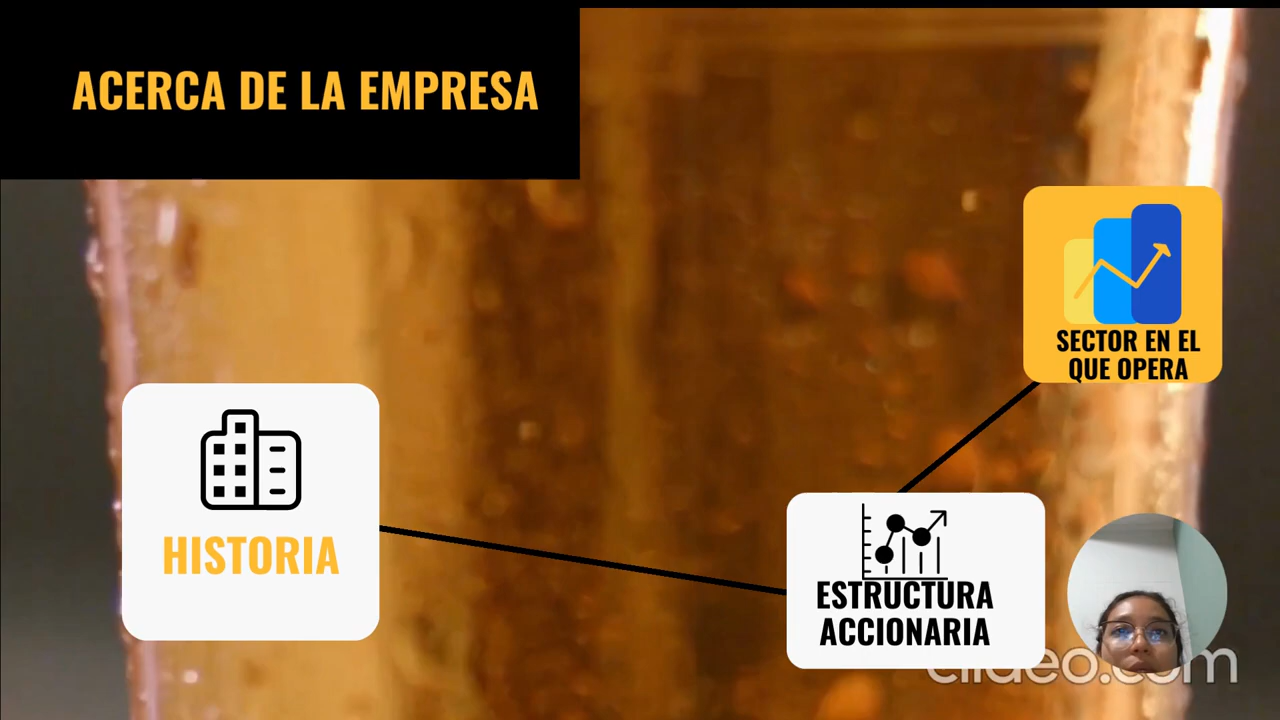 ACERCA DE LA EMPRESA
SECTOR EN EL
QUE OPERA
HISTORIA
ESTRUCTURA
ACCIONARIA
clideo.com